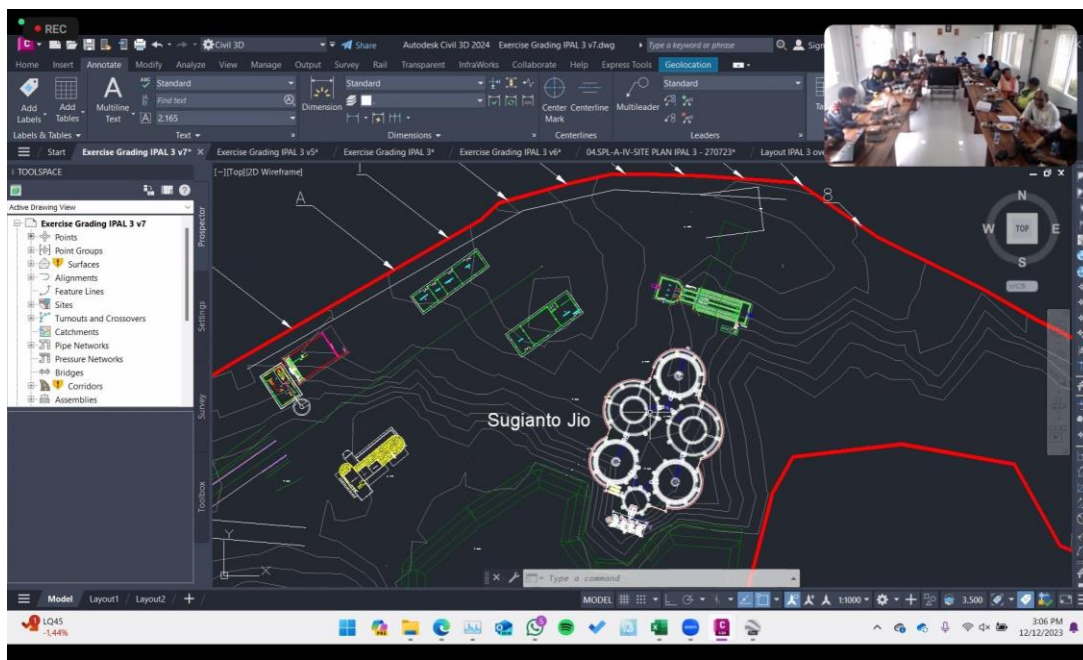 REC
Civil 3D
Share
Autodesk Civil 3D 2024 Exercise Grading IPAL 3 v7.dwg
Type a keyword or phrase
Home Insert Annotate Modify Analyze View Manage Output Survey Rail Transparent InfraWorks Collaborate Help Express Tools Geolocation
Add Labels
Add Tables
Multiline Text
Standard
Find text
2.165
Dimension
Standard
Center Mark
Centerline
Multileader
Standard
Labels & Tables Text Dimensions Centerlines Leaders
Start Exercise Grading IPAL 3 v7* Exercise Grading IPAL 3 v5* Exercise Grading IPAL 3* Exercise Grading IPAL 3 v6* 04.SPL-A-IV-SITE PLAN IPAL 3 - 270723*
TOOLSPACE
[-][Top][2D Wireframe]
Active Drawing View
Exercise Grading IPAL 3 v7
Points
Point Groups
Surfaces
Alignments
Feature Lines
Sites
Turnouts and Crossovers
Catchments
Pipe Networks
Pressure Networks
Bridges
Corridors
Assemblies
Prospector
Settings
Survey
Toolbox
A
8
N
W TOP E
S
WCS
Sugianto Jio
Y
X
Type a command
Model Layout1 Layout2 +
MODEL 1:1000 3.500
LQ45
-1,44%
3:06 PM
12/12/2023